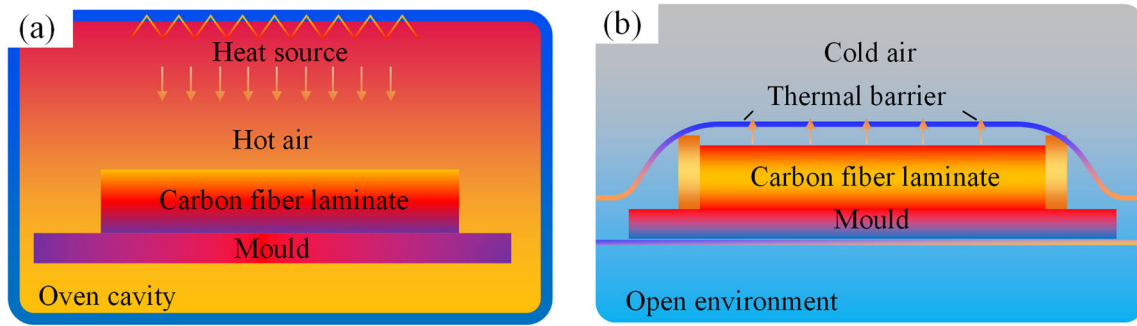 (a)
Heat source
Hot air
Carbon fiber laminate
Mould
Oven cavity
(b)
Cold air
Thermal barrier
Carbon fiber laminate
Mould
Open environment